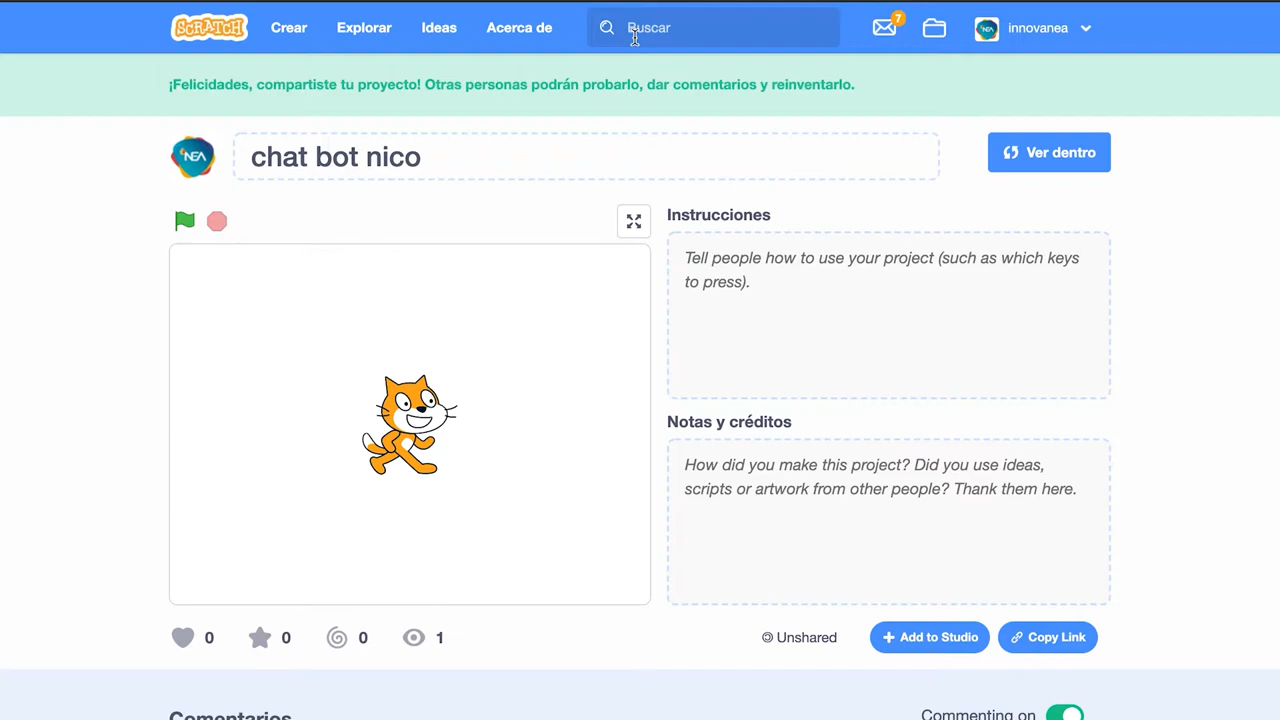 SCRATCH Crear Explorar Ideas Acerca de Buscar 7 innovanea
¡Felicidades, compartiste tu proyecto! Otras personas podrán probarlo, dar comentarios y reinventarlo.
NEA chat bot nico Ver dentro
Instrucciones
Tell people how to use your project (such as which keys
to press).
Notas y créditos
How did you make this project? Did you use ideas,
scripts or artwork from other people? Thank them here.
0 0 0 1 Unshared Add to Studio Copy Link
Comentarios Commenting on